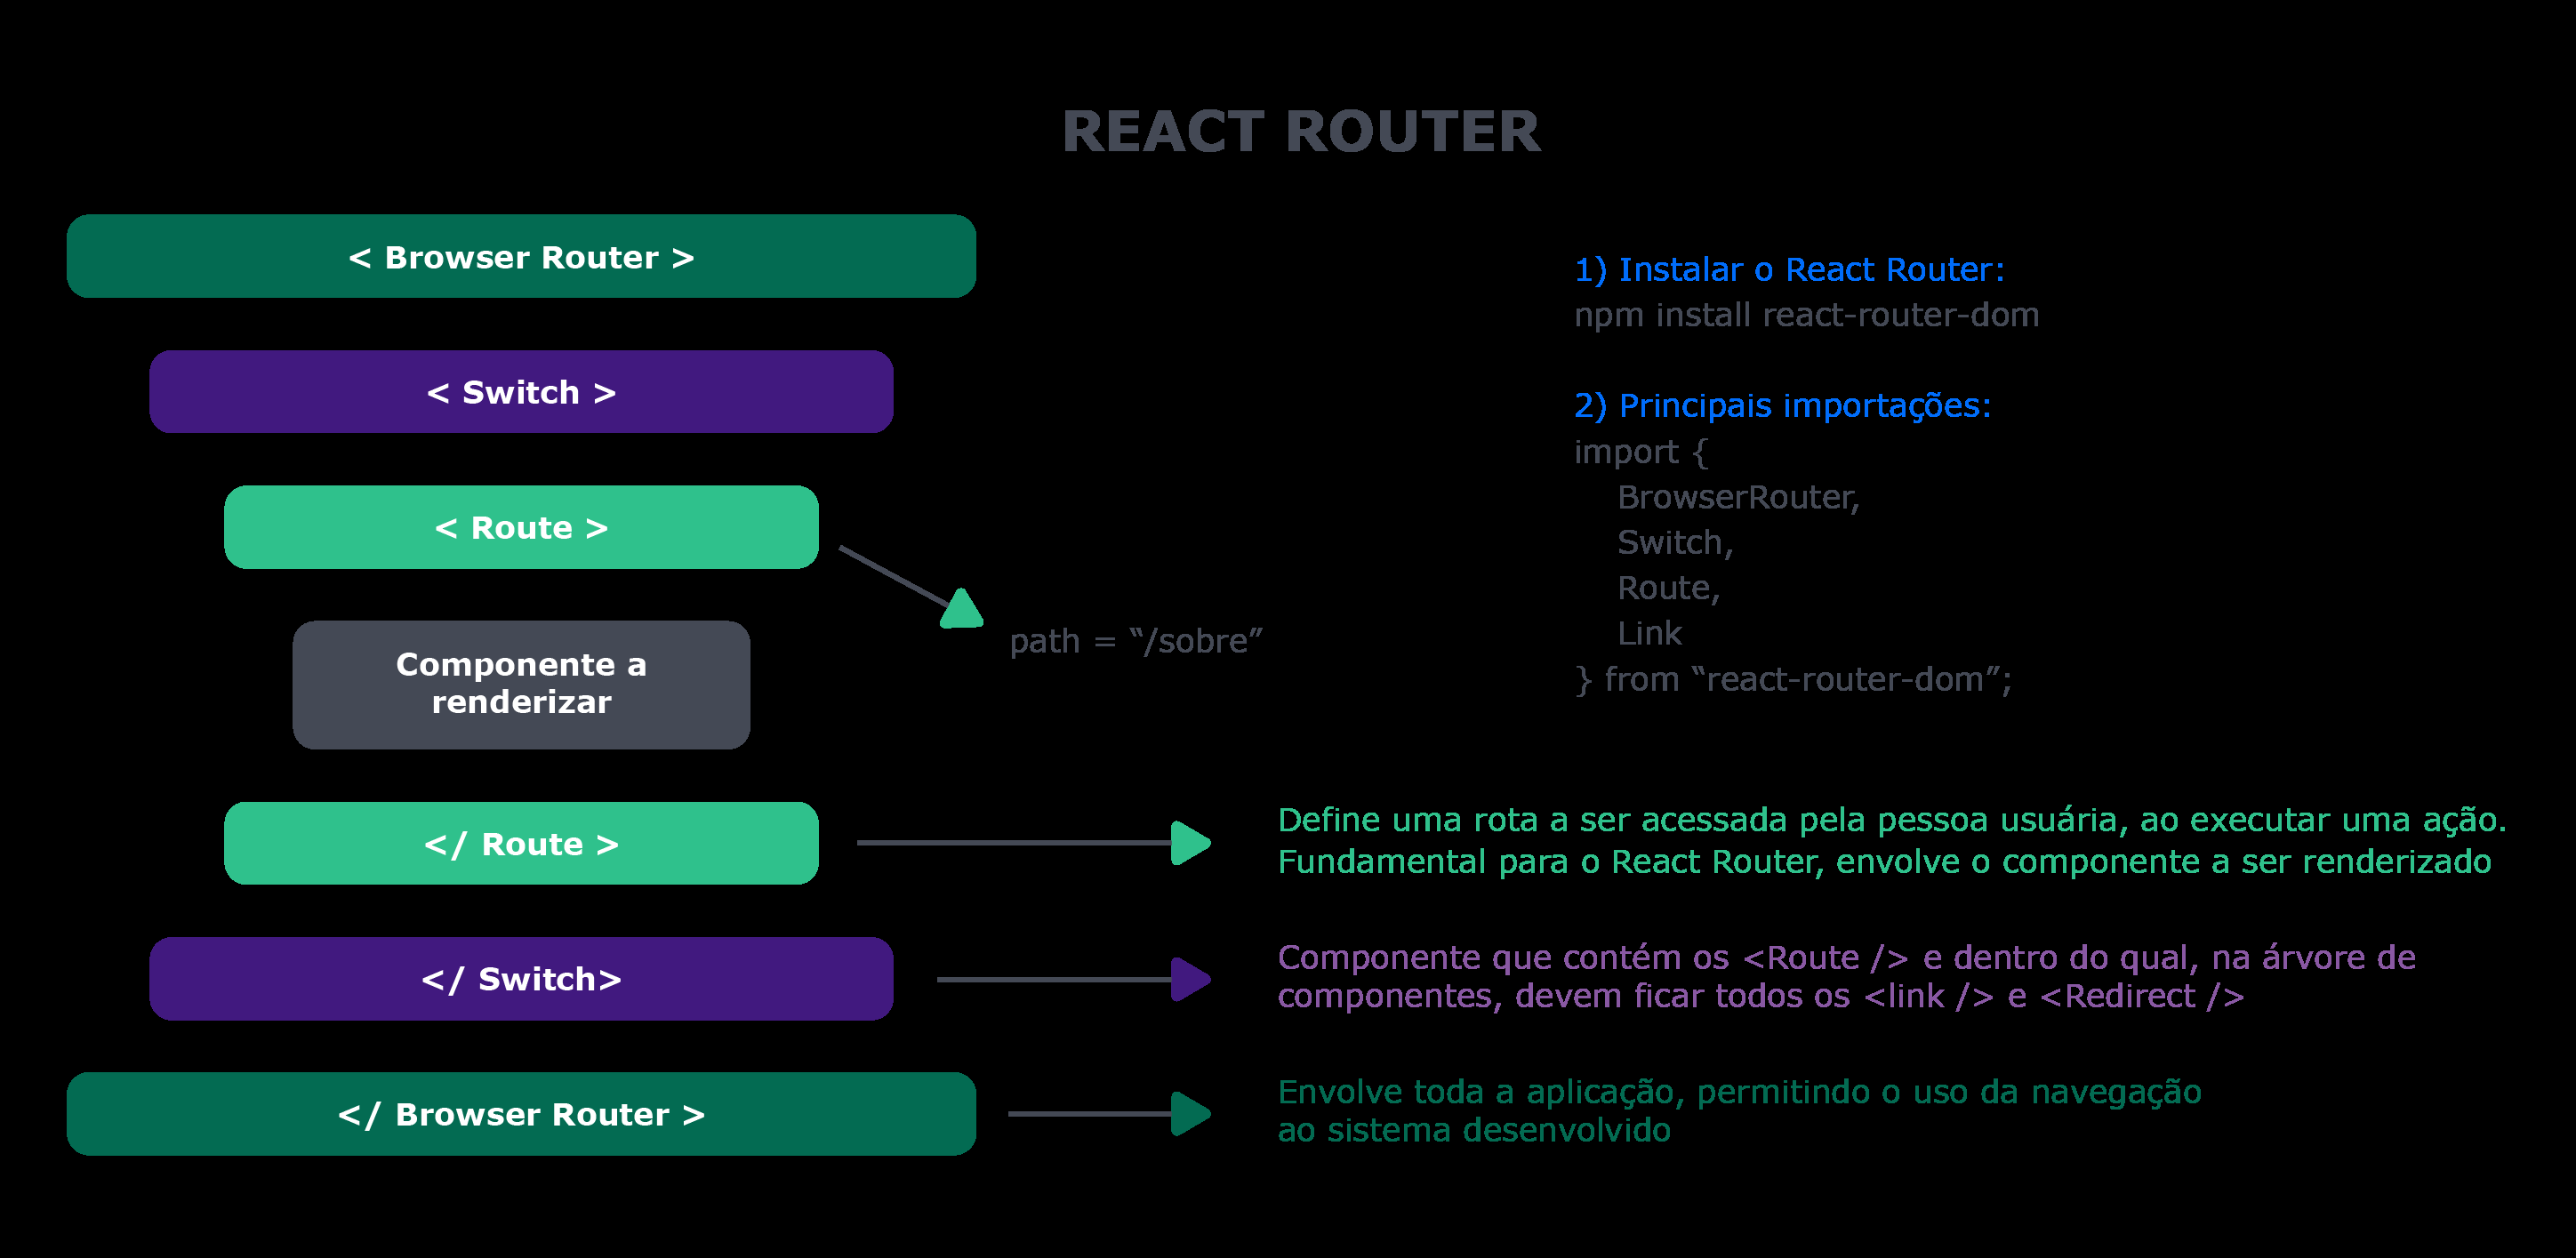 REACT ROUTER
< Browser Router >
< Switch >
< Route >
path = “/sobre”
Componente a
renderizar
</ Route >
</ Switch>
</ Browser Router >
1) Instalar o React Router:
npm install react-router-dom
2) Principais importações:
import {
BrowserRouter,
Switch,
Route,
Link
} from “react-router-dom”;
Define uma rota a ser acessada pela pessoa usuária, ao executar uma ação.
Fundamental para o React Router, envolve o componente a ser renderizado
Componente que contém os <Route /> e dentro do qual, na árvore de
componentes, devem ficar todos os <link /> e <Redirect />
Envolve toda a aplicação, permitindo o uso da navegação
ao sistema desenvolvido